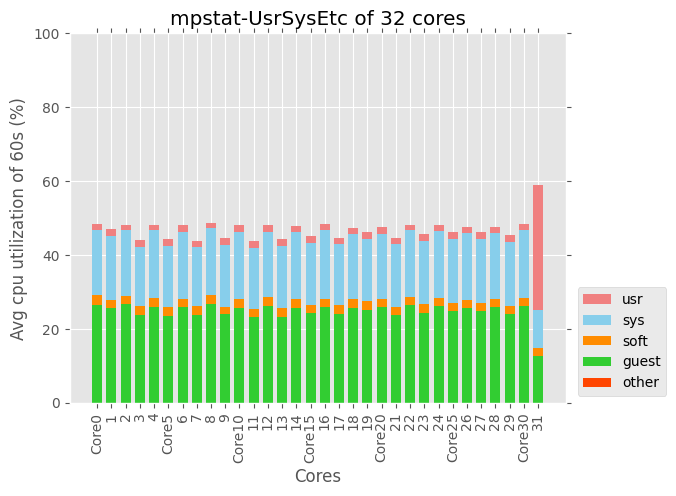 mpstat-UsrSysEtc of 32 cores
Avg cpu utilization of 60s (%)
100
80
60
40
20
0
Core0
1
2
3
4
Core5
6
7
8
9
Core10
11
12
13
14
Core15
16
17
18
19
Core20
21
22
23
24
Core25
26
27
28
29
Core30
31
Cores
usr
sys
soft
guest
other